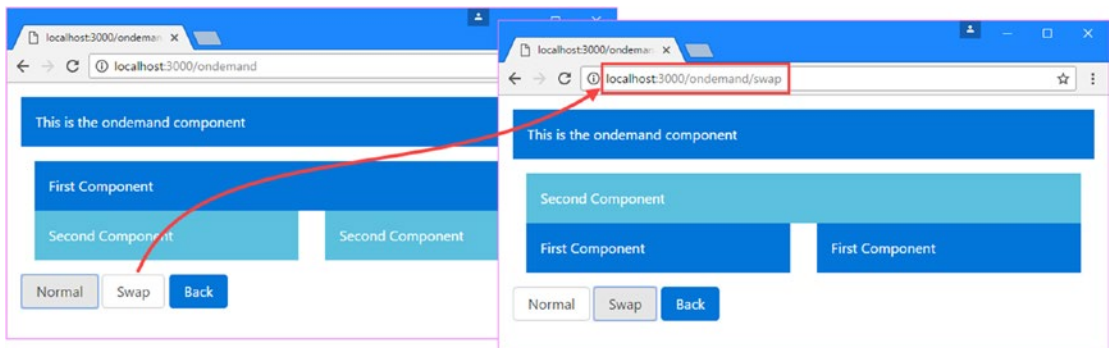 localhost:3000/ondeman
localhost:3000/ondemand
This is the ondemand component
First Component
Second Component
Second Component
Normal
Swap
Back
localhost:3000/ondeman
localhost:3000/ondemand/swap
This is the ondemand component
Second Component
First Component
First Component
Normal
Swap
Back